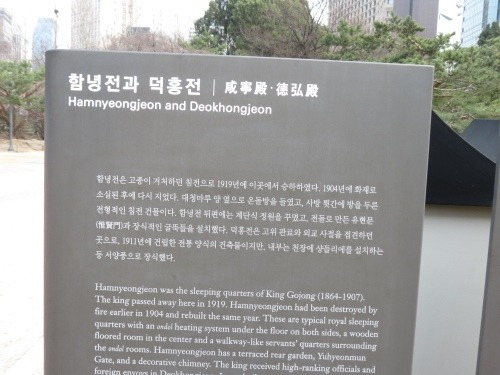 함녕전과 덕홍전 | 咸寧殿·德弘殿
Hamnyeongjeon and Deokhongjeon
함녕전은 고종이 거처하던 침전으로 1919년에 이곳에서 승하하였다. 1904년에 화재로
소실된 후에 다시 지었다. 대청마루 양 옆으로 온돌방을 들였고, 사방 툇간에 방을 두른
전형적인 침전 건물이다. 함녕전 뒤편에는 계단식 정원을 꾸몄고, 전돌로 만든 유현문
(惟賢門)과 장식적인 굴뚝들을 설치했다. 덕홍전은 고위 관료와 외교 사절을 접견하던
곳으로, 1911년에 건립한 전통 양식의 건축물이지만, 내부는 천장에 샹들리에를 설치하는
등 서양풍으로 장식했다.
Hamnyeongjeon was the sleeping quarters of King Gojong (1864-1907).
The king passed away here in 1919. Hamnyeongjeon had been destroyed by
fire earlier in 1904 and rebuilt the same year. These are typical royal sleeping
quarters with an ondol heating system under the floor on both sides, a wooden
floored room in the center and a walkway-like servants' quarters surrounding
the ondol rooms. Hamnyeongjeon has a terraced rear garden, Yuhyeonmun
Gate, and a decorative chimney. The king received high-ranking officials and
foreign envoys in Deokhongjeon.